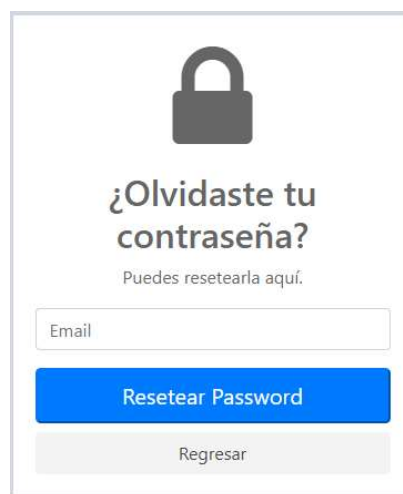 ¿Olvidaste tu
contraseña?
Puedes resetearla aquí.
Email
Resetear Password
Regresar